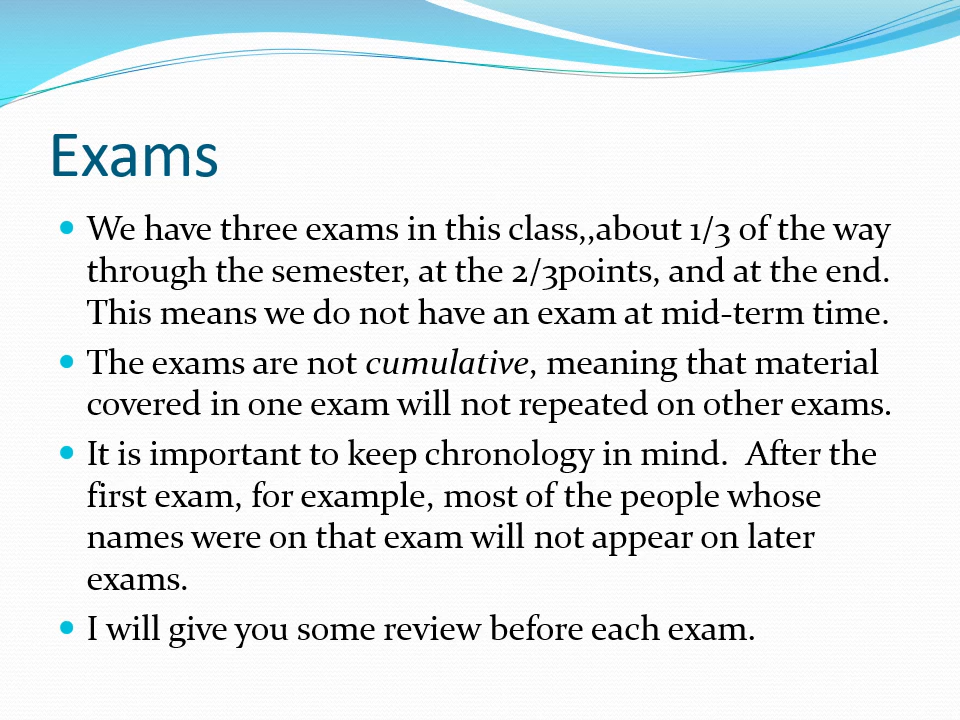 Exams
We have three exams in this class,,about 1/3 of the way
through the semester, at the 2/3points, and at the end.
This means we do not have an exam at mid-term time.
The exams are not cumulative, meaning that material
covered in one exam will not repeated on other exams.
It is important to keep chronology in mind.  After the
first exam, for example, most of the people whose
names were on that exam will not appear on later
exams.
I will give you some review before each exam.